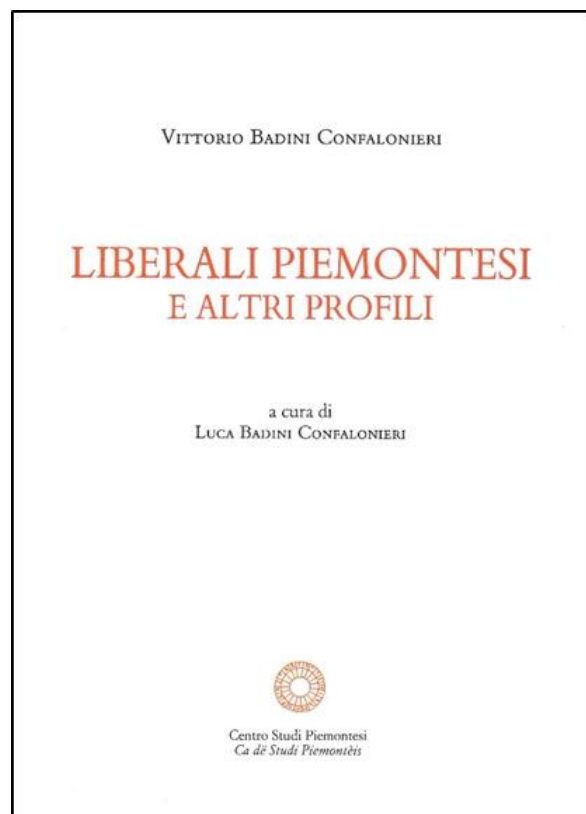 VITTORIO BADINI CONFALONIERI
LIBERALI PIEMONTESI
E ALTRI PROFILI
a cura di
LUCA BADINI CONFALONIERI
Centro Studi Piemontesi
Ca dë Studi Piemontèis